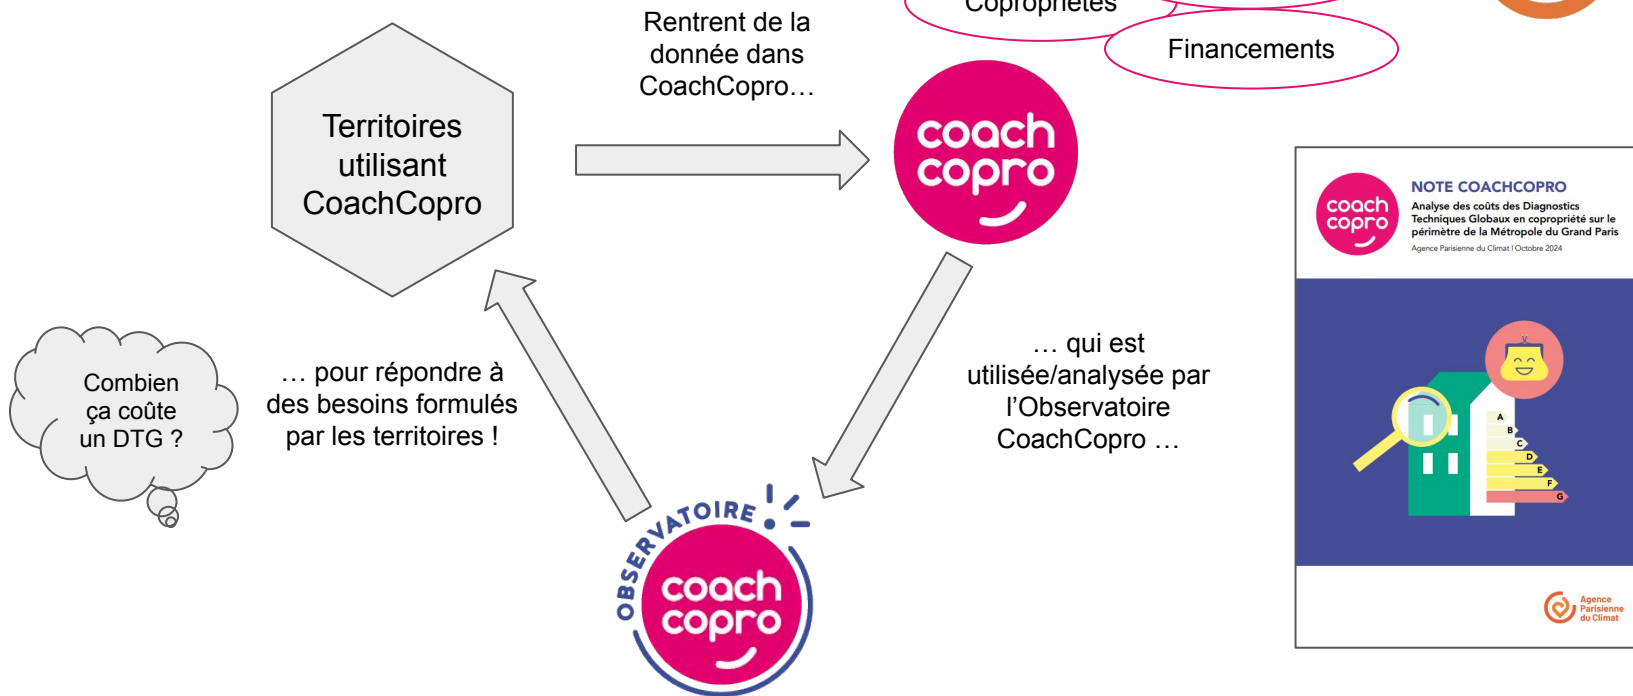 Copropriétés
Financements
Rentrent de la
donnée dans
CoachCopro…
Territoires
utilisant
CoachCopro
coach
copro
… qui est
utilisée/analysée par
l’Observatoire
CoachCopro …
OBSERVATOIRE
coach
copro
… pour répondre à
des besoins formulés
par les territoires !
Combien
ça coûte
un DTG ?
coach
copro
NOTE COACHCOPRO
Analyse des coûts des Diagnostics
Techniques Globaux en copropriété sur le
périmètre de la Métropole du Grand Paris
Agence Parisienne du Climat | Octobre 2024
A
B
C
D
E
F
G
Agence
Parisienne
du Climat